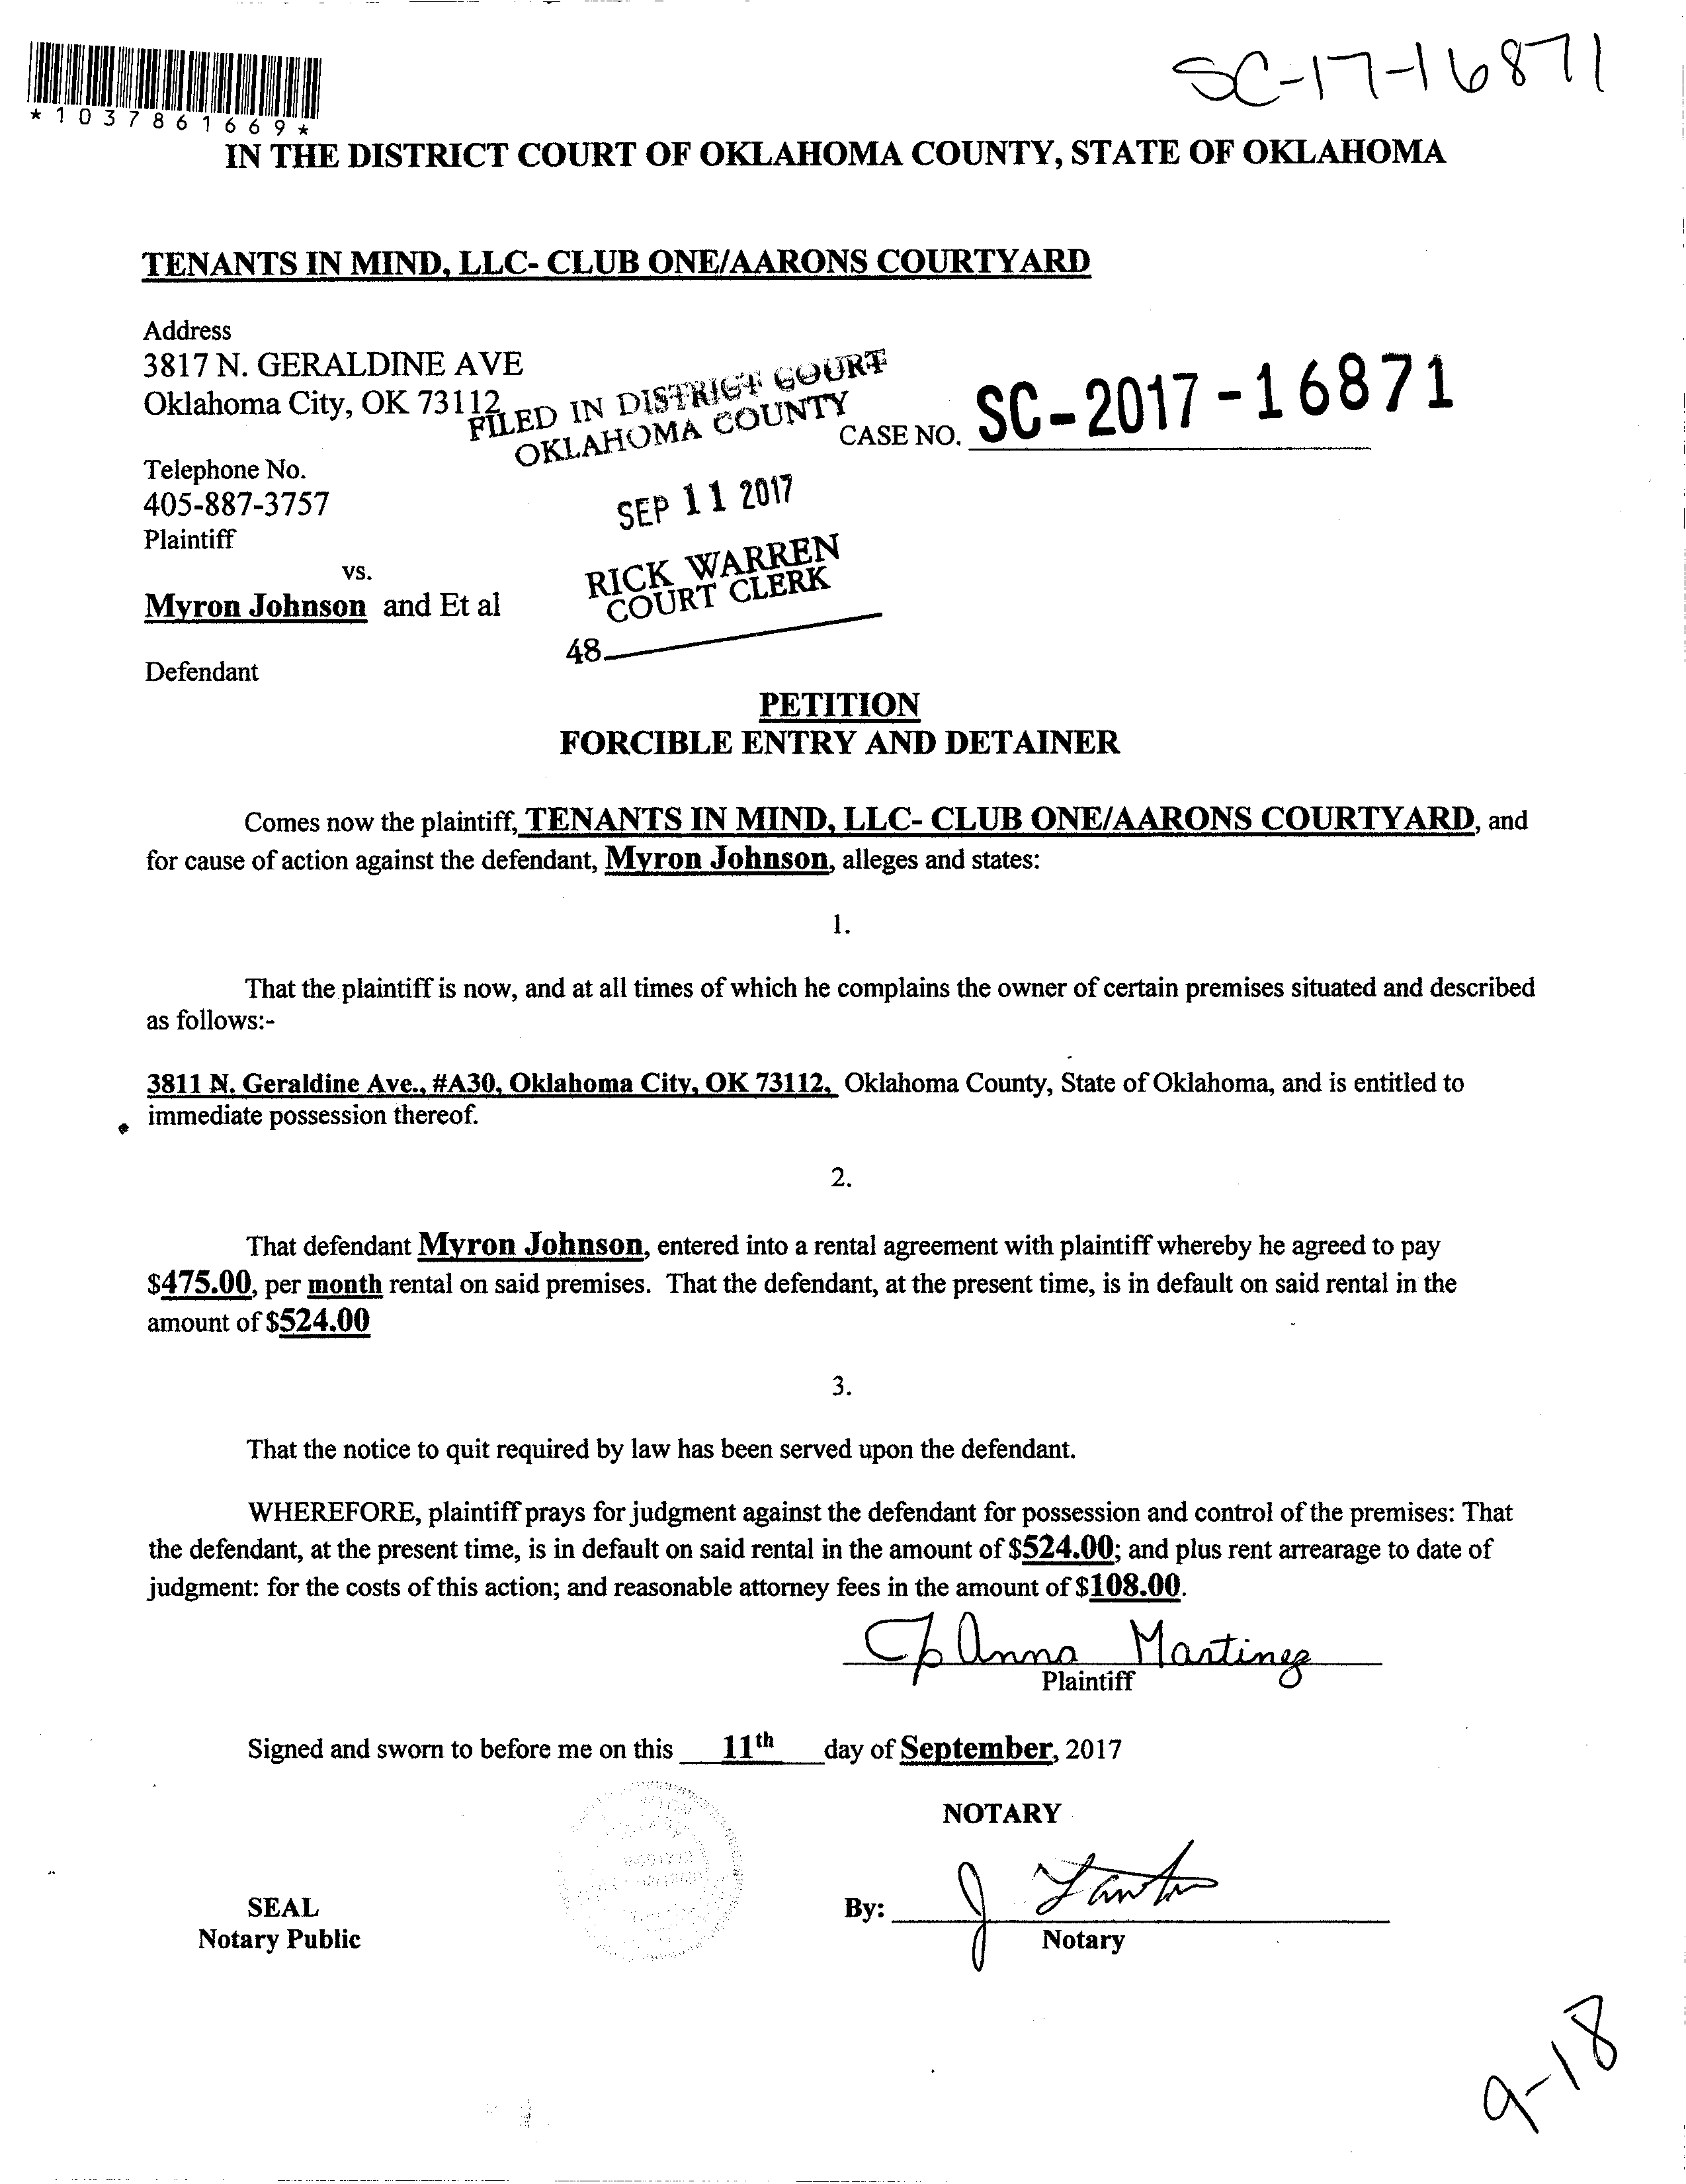 SC-17-16871
*1037861669*
IN THE DISTRICT COURT OF OKLAHOMA COUNTY, STATE OF OKLAHOMA
TENANTS IN MIND, LLC- CLUB ONE/AARONS COURTYARD
Address
3817 N. GERALDINE AVE
Oklahoma City, OK 73112
FILED IN DISTRICT COURT
OKLAHOMA COUNTY
CASE NO. SC-2017-16871
Telephone No.
405-887-3757
SEP 11 2017
Plaintiff
vs.
RICK WARREN
COURT CLERK
Myron Johnson and Et al
48
Defendant
PETITION
FORCIBLE ENTRY AND DETAINER
Comes now the plaintiff, TENANTS IN MIND, LLC- CLUB ONE/AARONS COURTYARD, and
for cause of action against the defendant, Myron Johnson, alleges and states:
1.
That the plaintiff is now, and at all times of which he complains the owner of certain premises situated and described
as follows:-
3811 N. Geraldine Ave., #A30, Oklahoma City, OK 73112, Oklahoma County, State of Oklahoma, and is entitled to
immediate possession thereof.
2.
That defendant Myron Johnson, entered into a rental agreement with plaintiff whereby he agreed to pay
$475.00, per month rental on said premises. That the defendant, at the present time, is in default on said rental in the
amount of $524.00
3.
That the notice to quit required by law has been served upon the defendant.
WHEREFORE, plaintiff prays for judgment against the defendant for possession and control of the premises: That
the defendant, at the present time, is in default on said rental in the amount of $524.00; and plus rent arrearage to date of
judgment: for the costs of this action; and reasonable attorney fees in the amount of $108.00.
Anna Martinez
Plaintiff
Signed and sworn to before me on this 11th day of September, 2017
NOTARY
SEAL
By: J
Notary Public
Notary
9-18